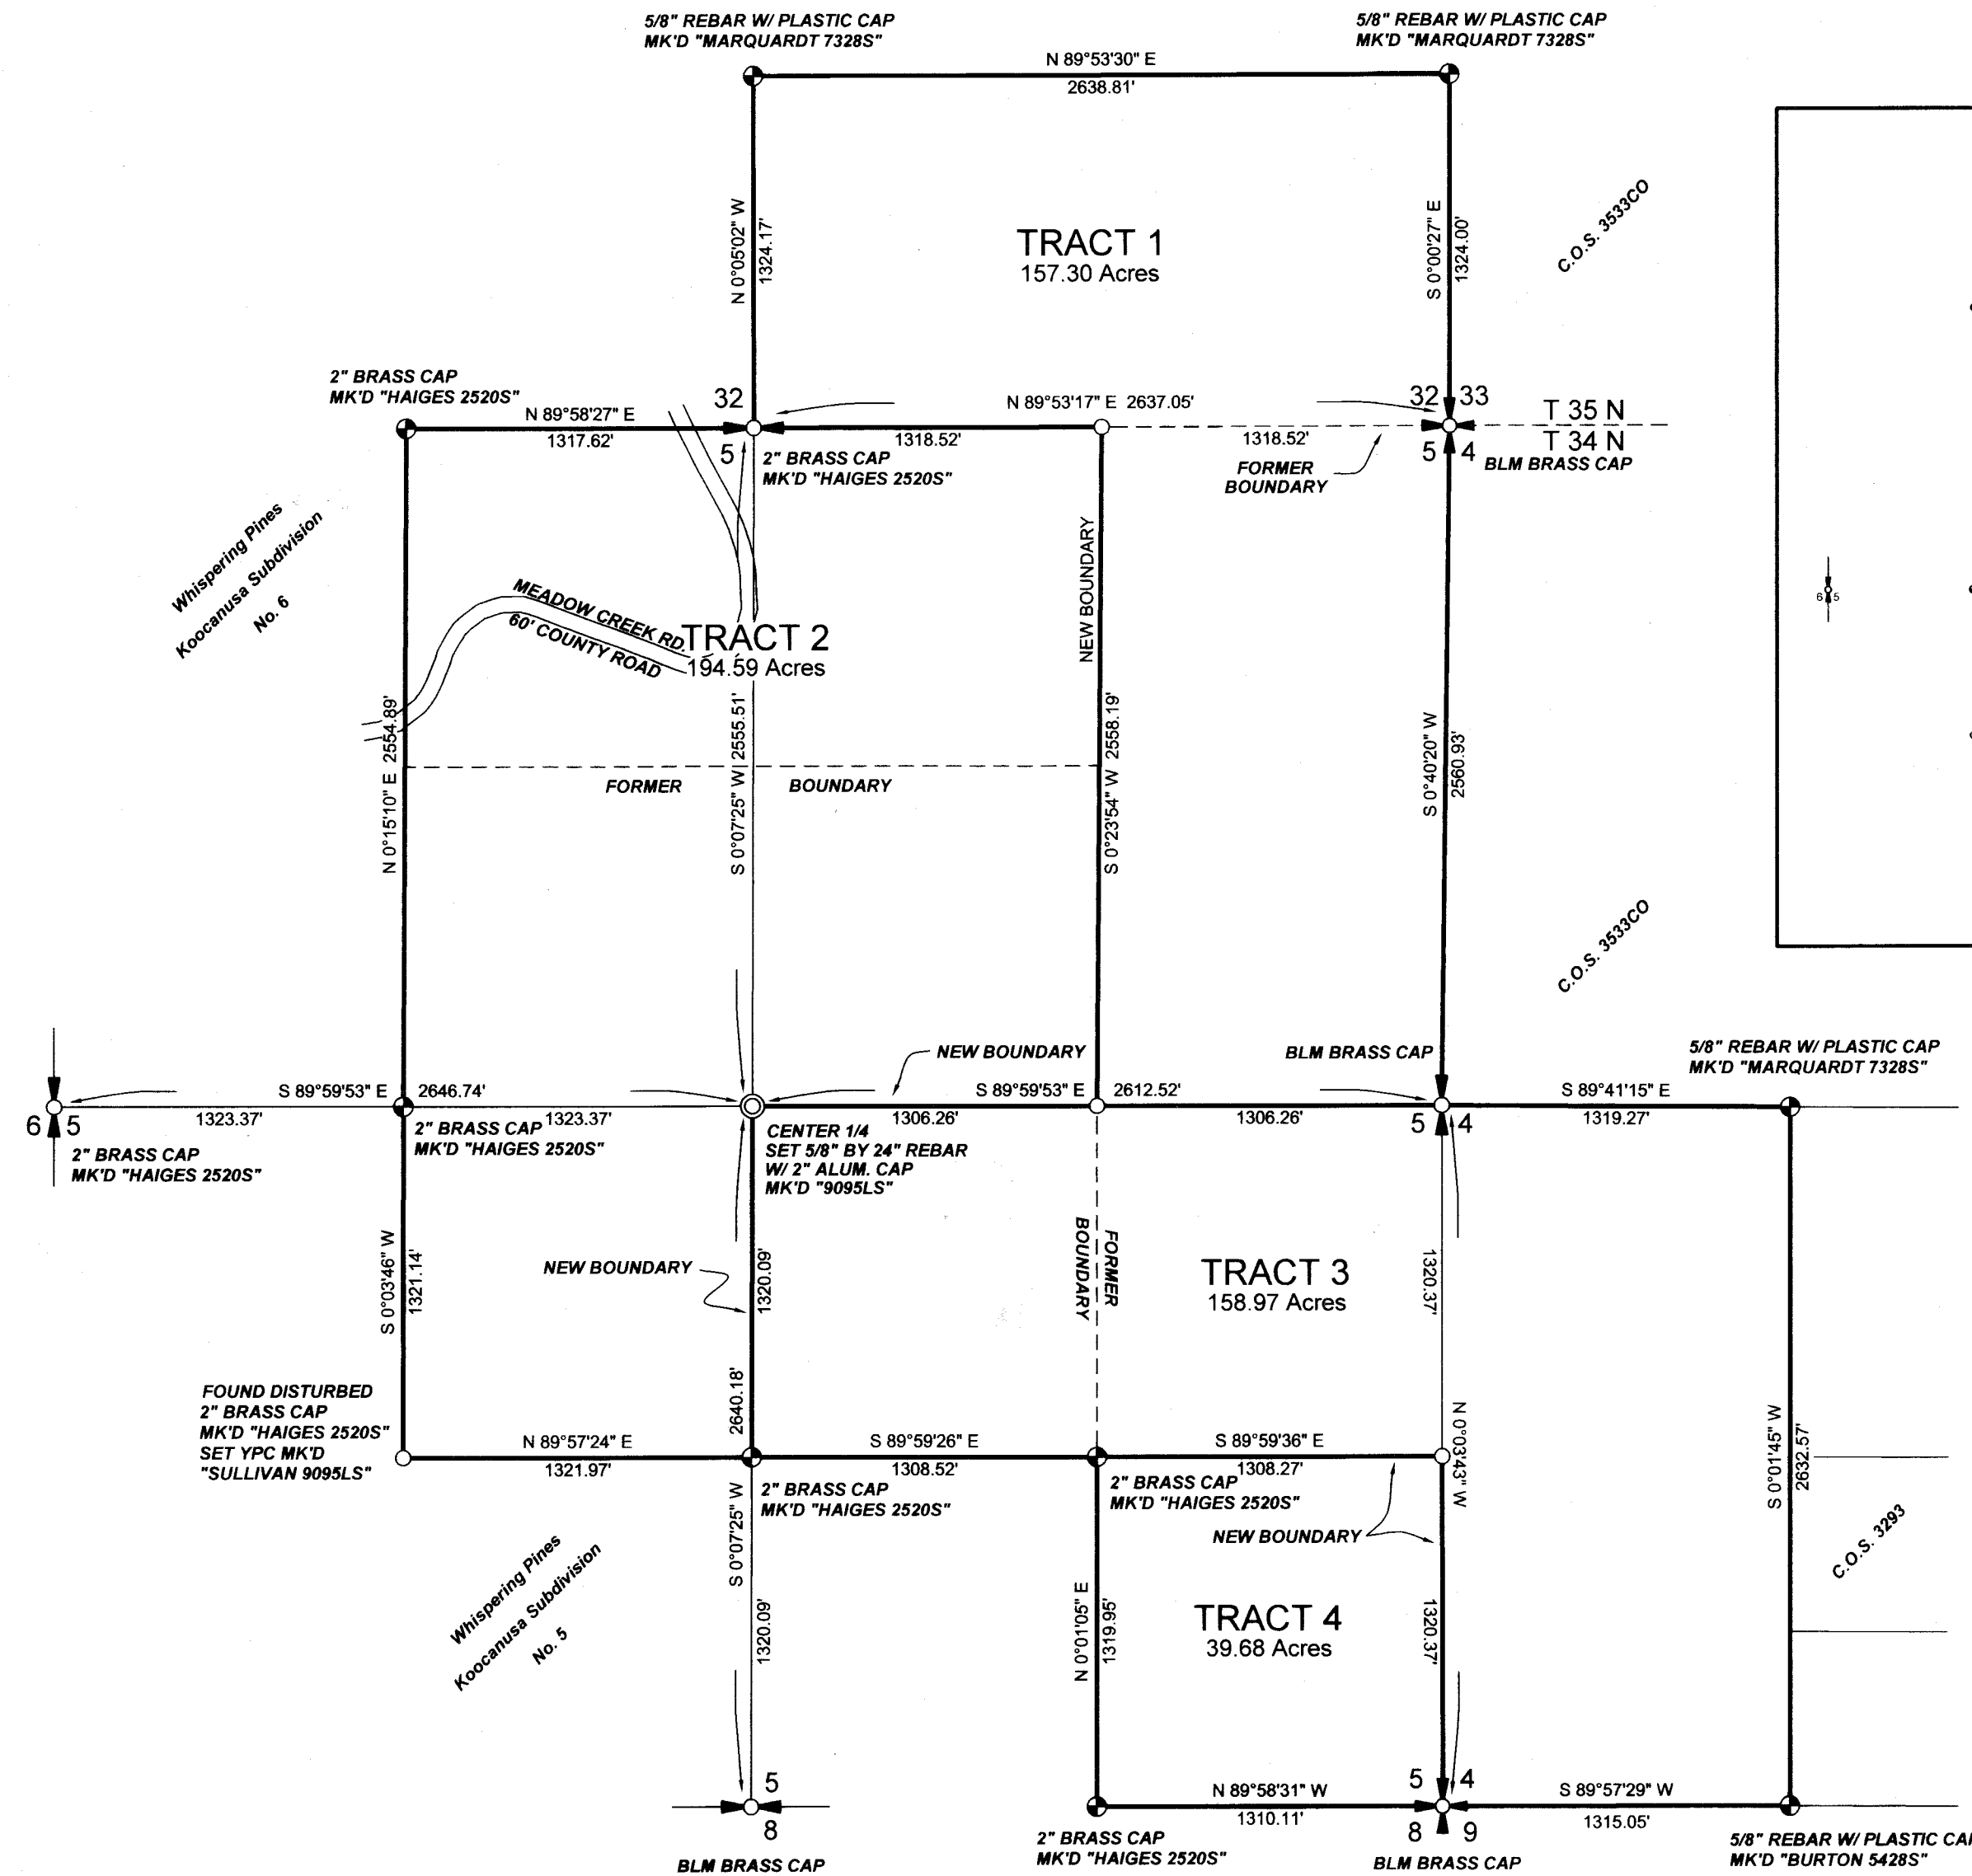 5/8" REBAR W/ PLASTIC CAP
MK'D "MARQUARDT 7328S"
5/8" REBAR W/ PLASTIC CAP
MK'D "MARQUARDT 7328S"
N 89°53'30" E
2638.81'
N 0°05'02" W
1324.17'
TRACT 1
157.30 Acres
S 0°00'27" E
1324.00'
C.O.S. 3533CO
2" BRASS CAP
MK'D "HAIGES 2520S"
N 89°58'27" E
1317.62'
32
5
N 89°53'17" E 2637.05'
1318.52'
1318.52'
32 33
T 35 N
T 34 N
5 4
BLM BRASS CAP
2" BRASS CAP
MK'D "HAIGES 2520S"
FORMER
BOUNDARY
Whispering Pines
Koocanusa Subdivision
No. 6
NEW BOUNDARY
6 5
MEADOW CREEK RD.
60' COUNTY ROAD
TRACT 2
194.59 Acres
N 0°15'10" E 2554.89'
S 0°07'25" W 2555.51'
S 0°23'54" W 2558.19'
S 0°40'20" W
2560.93'
FORMER BOUNDARY
C.O.S. 3533CO
NEW BOUNDARY
BLM BRASS CAP
5/8" REBAR W/ PLASTIC CAP
MK'D "MARQUARDT 7328S"
S 89°59'53" E 2646.74'
1323.37'
1323.37'
S 89°59'53" E 2612.52'
1306.26'
1306.26'
S 89°41'15" E
1319.27'
6 5
2" BRASS CAP
MK'D "HAIGES 2520S"
2" BRASS CAP
MK'D "HAIGES 2520S"
CENTER 1/4
SET 5/8" BY 24" REBAR
W/ 2" ALUM. CAP
MK'D "9095LS"
5 4
S 0°03'46" W
1321.14'
NEW BOUNDARY
1320.09'
2640.18'
FORMER
BOUNDARY
TRACT 3
158.97 Acres
1320.37'
N 0°03'43" W
S 0°01'45" W
2632.57'
FOUND DISTURBED
2" BRASS CAP
MK'D "HAIGES 2520S"
SET YPC MK'D
"SULLIVAN 9095LS"
N 89°57'24" E
1321.97'
S 89°59'26" E
1308.52'
S 89°59'36" E
1308.27'
2" BRASS CAP
MK'D "HAIGES 2520S"
2" BRASS CAP
MK'D "HAIGES 2520S"
NEW BOUNDARY
S 0°07'25" W
1320.09'
Whispering Pines
Koocanusa Subdivision
No. 5
N 0°01'05" E
1319.95'
TRACT 4
39.68 Acres
1320.37'
C.O.S. 3293
5
8
BLM BRASS CAP
N 89°58'31" W
1310.11'
5 4
8 9
S 89°57'29" W
1315.05'
2" BRASS CAP
MK'D "HAIGES 2520S"
BLM BRASS CAP
5/8" REBAR W/ PLASTIC CAP
MK'D "BURTON 5428S"